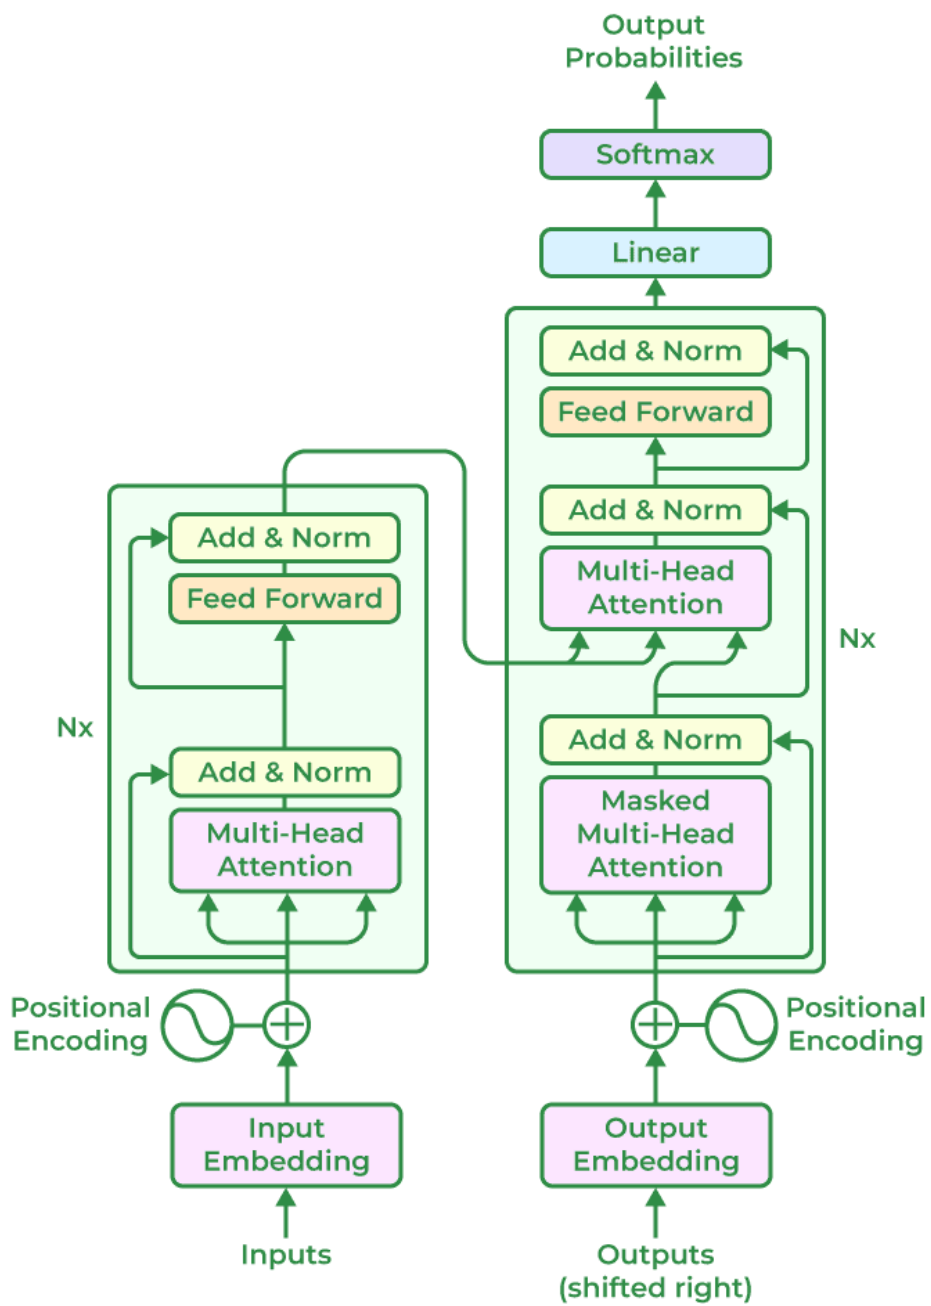 Output
Probabilities
Softmax
Linear
Add & Norm
Feed Forward
Add & Norm
Multi-Head
Attention
Nx
Add & Norm
Masked
Multi-Head
Attention
Add & Norm
Feed Forward
Nx
Add & Norm
Multi-Head
Attention
Positional
Encoding
Positional
Encoding
Input
Embedding
Output
Embedding
Inputs
Outputs
(shifted right)